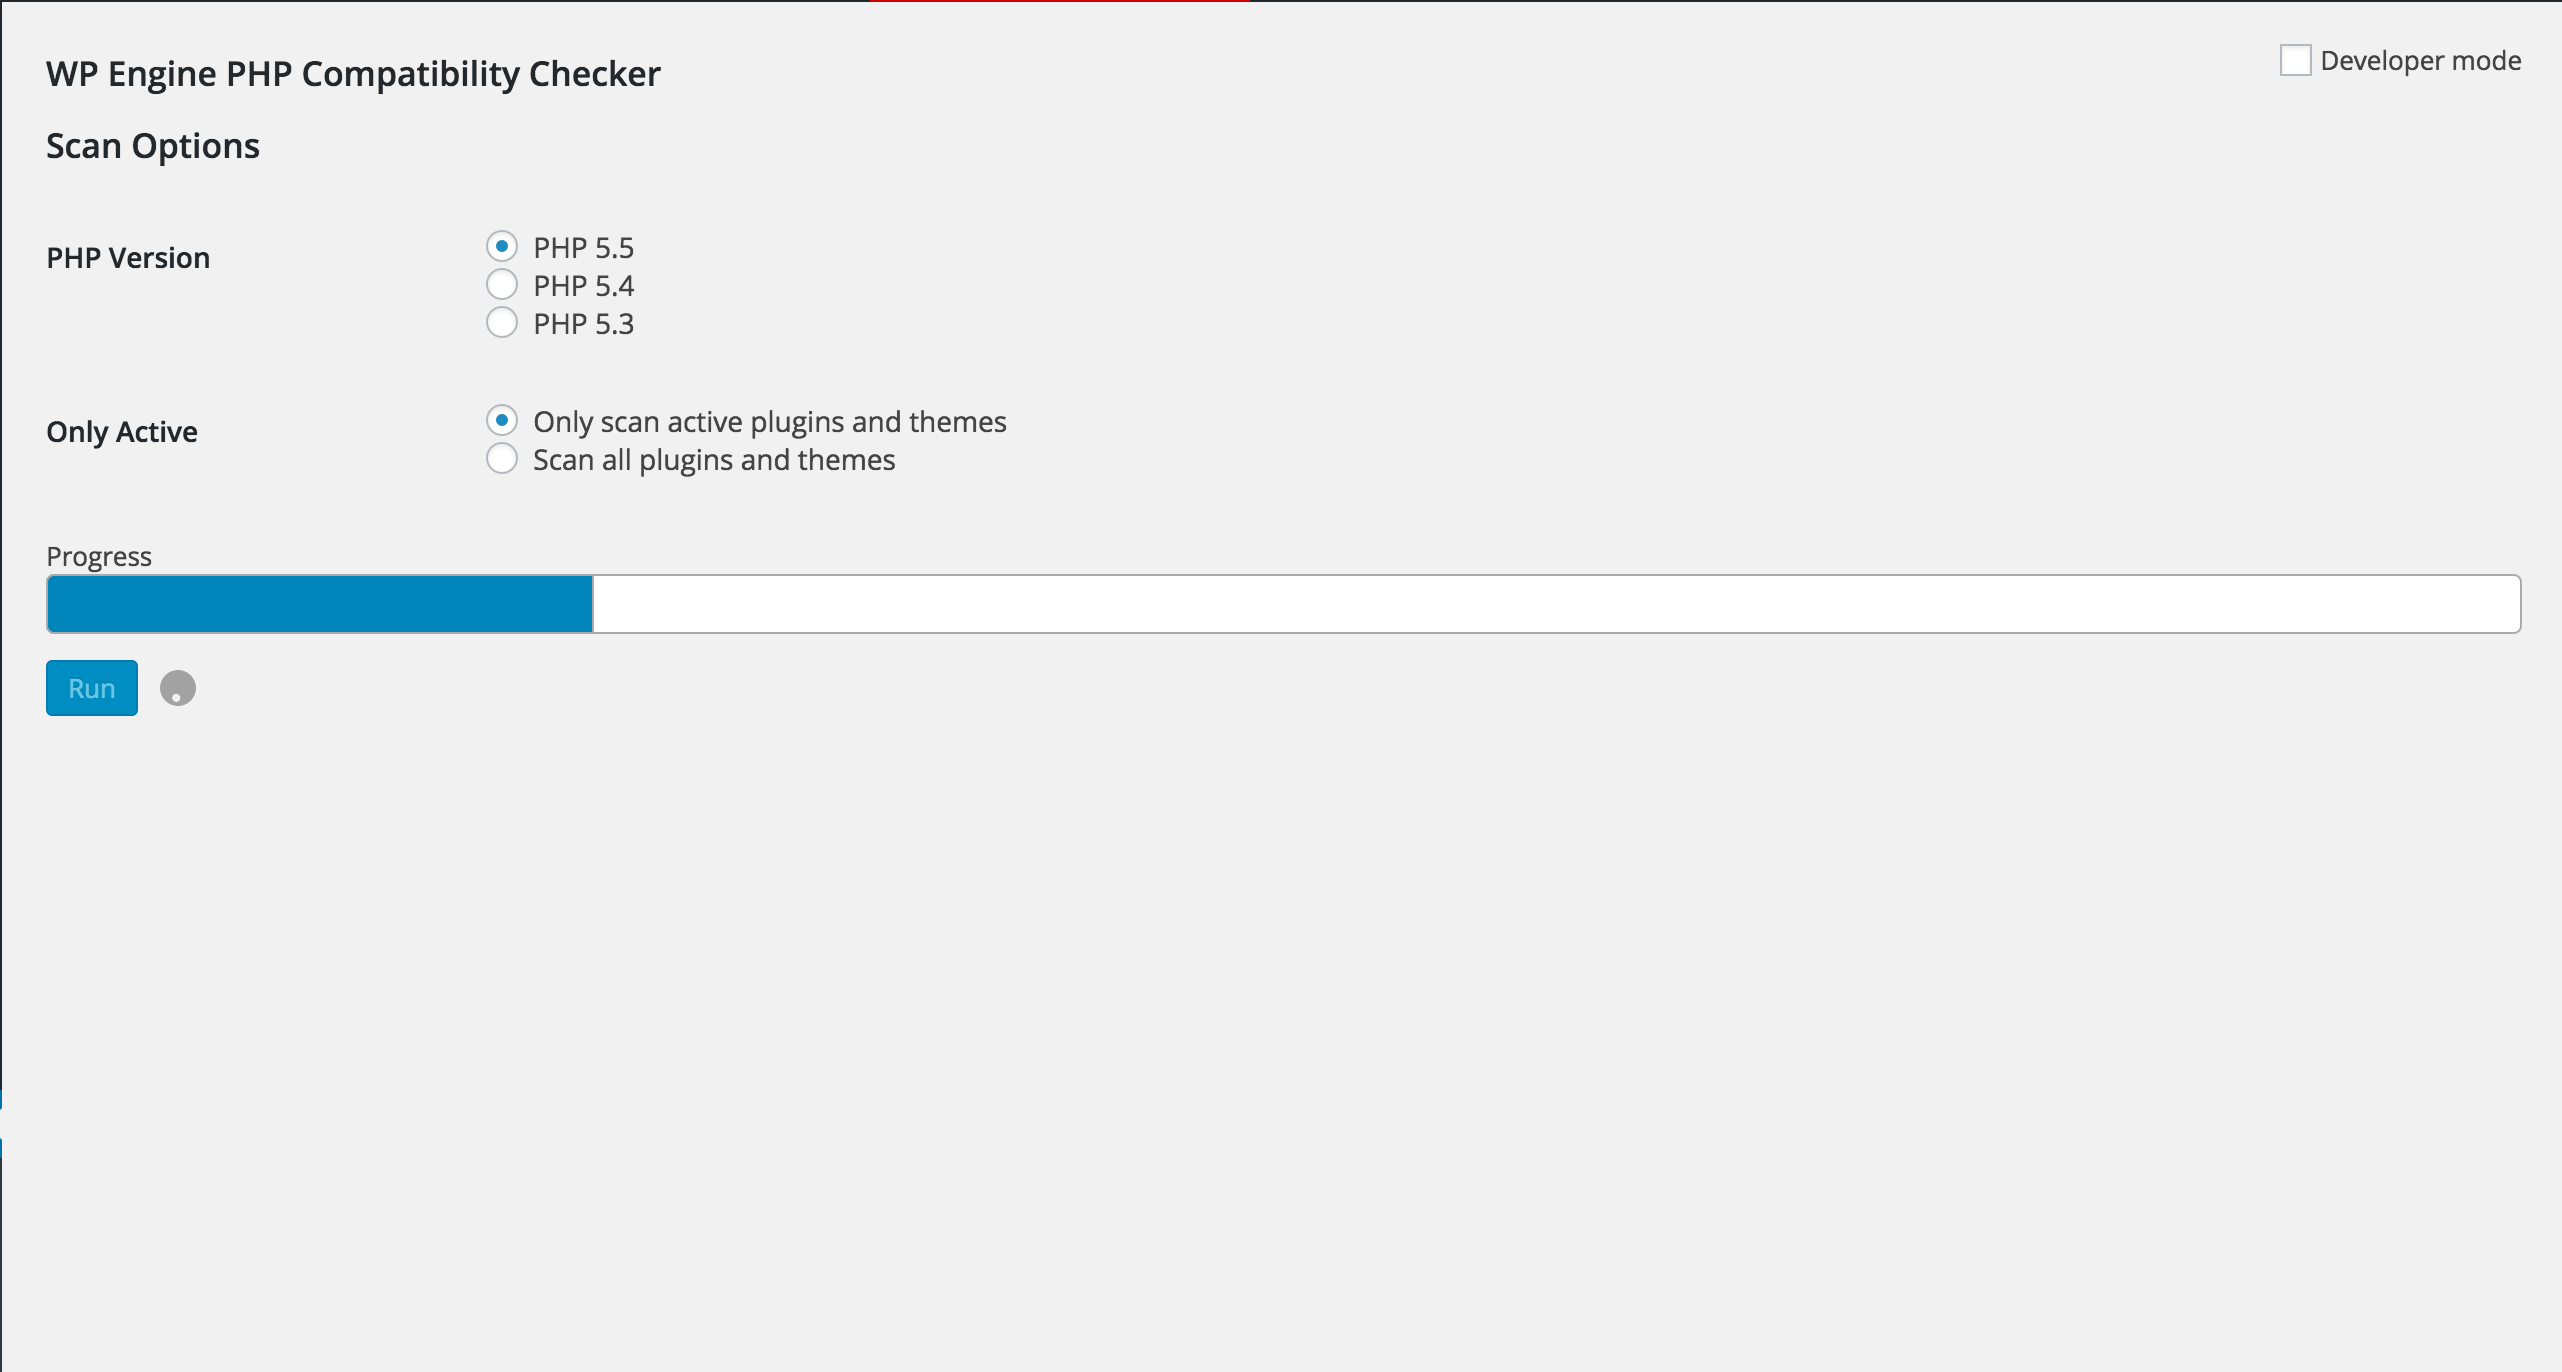 WP Engine PHP Compatibility Checker
Developer mode
Scan Options
PHP Version
PHP 5.5
PHP 5.4
PHP 5.3
Only Active
Only scan active plugins and themes
Scan all plugins and themes
Progress
Run